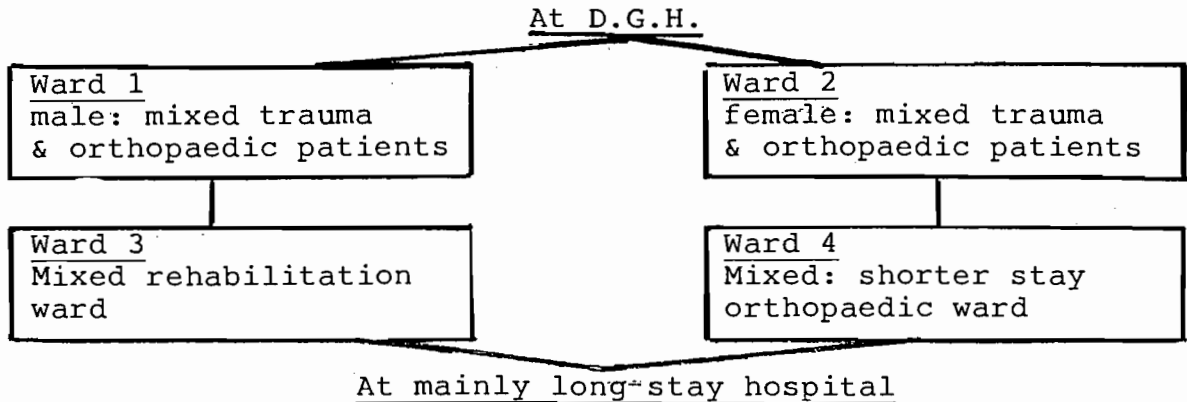 At D.G.H.
Ward 1
male: mixed trauma
& orthopaedic patients
Ward 2
female: mixed trauma
& orthopaedic patients
Ward 3
Mixed rehabilitation
ward
Ward 4
Mixed: shorter stay
orthopaedic ward
At mainly long-stay hospital